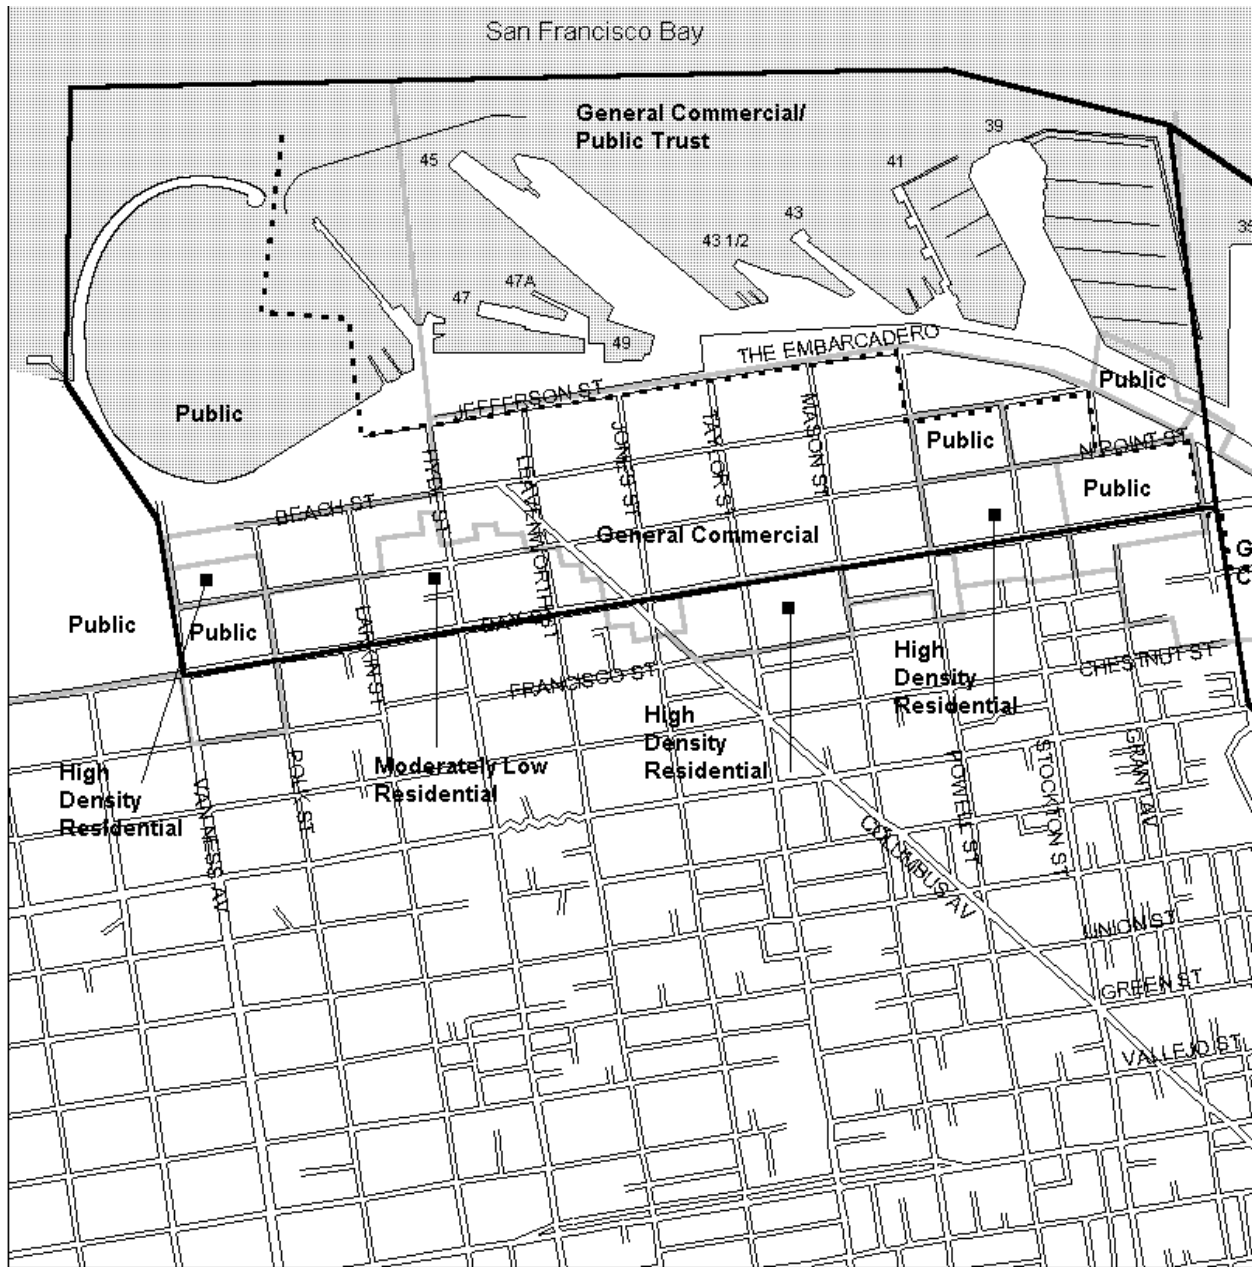 San Francisco Bay
General Commercial/
Public Trust
39
45
41
43
43 1/2
35
47A
47
49
THE EMBARCADERO
JEFFERSON ST
Public
Public
MASON ST
TAYLOR ST
JONES ST
Public
N POINT ST
HYDE ST
LEAVENWORTH ST
Public
BEACH ST
General Commercial
G
C
Public
Public
LARKIN ST
BAY
FRANCISCO ST
CHESTNUT ST
High
Density
Residential
High
Density
Residential
Moderately Low
Residential
High
Density
Residential
VAN NESS AV
POLK ST
POWELL ST
STOCKTON ST
GRANT AV
COLUMBUS AV
UNION ST
GREEN ST
VALLEJO ST